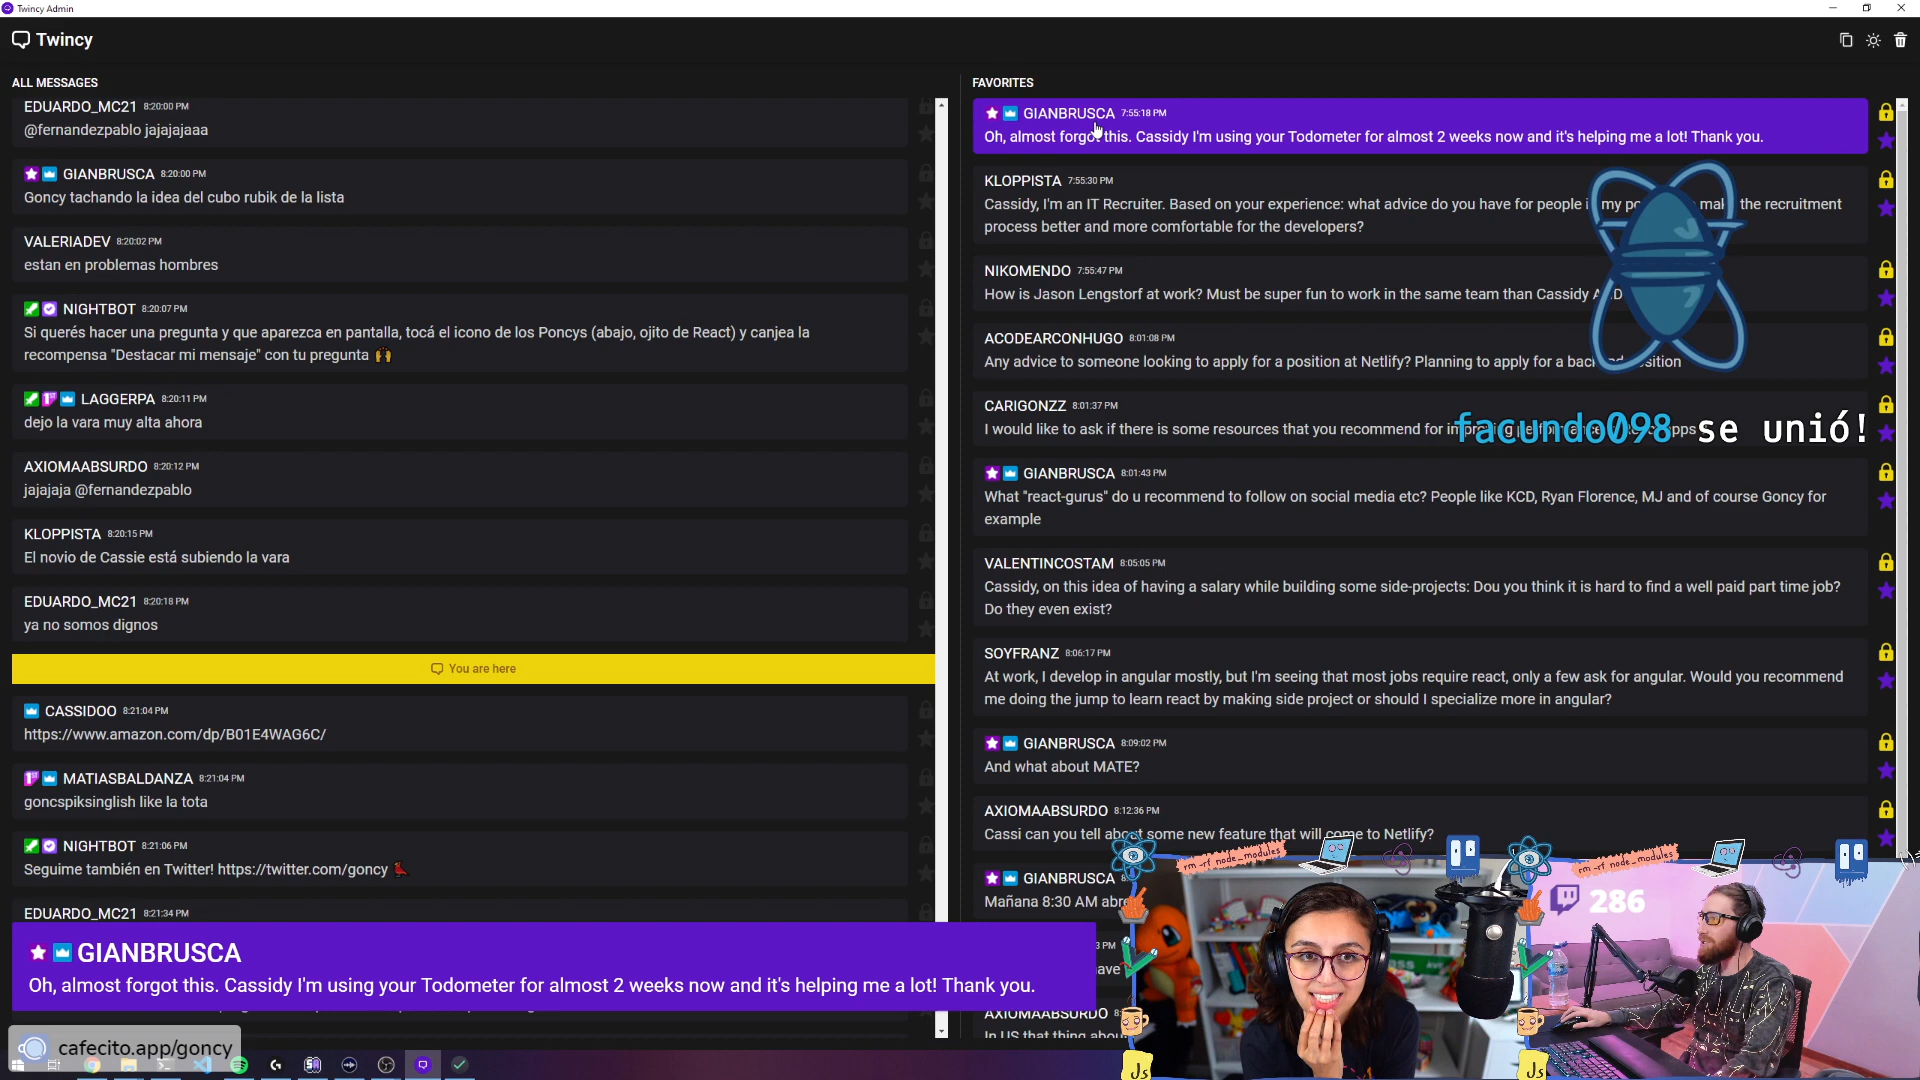 Twincy Admin
Twincy
ALL MESSAGES
EDUARDO_MC21 8:20:00 PM
@fernandezpablo jajajajaaa
GIANBRUSCA 8:20:00 PM
Goncy tachando la idea del cubo rubik de la lista
VALERIADEV 8:20:02 PM
estan en problemas hombres
NIGHTBOT 8:20:07 PM
Si querés hacer una pregunta y que aparezca en pantalla, tocá el icono de los Poncys (abajo, ojito de React) y canjea la
recompensa "Destacar mi mensaje" con tu pregunta
LAGGERPA 8:20:11 PM
dejo la vara muy alta ahora
AXIOMAABSURDO 8:20:12 PM
jajajaja @fernandezpablo
KLOPPISTA 8:20:15 PM
El novio de Cassie está subiendo la vara
EDUARDO_MC21 8:20:18 PM
ya no somos dignos
You are here
CASSIDOO 8:21:04 PM
https://www.amazon.com/dp/B01E4WAG6C/
MATIASBALDANZA 8:21:04 PM
goncspiksinglish like la tota
NIGHTBOT 8:21:06 PM
Seguime también en Twitter! https://twitter.com/goncy
EDUARDO_MC21 8:21:34 PM
GIANBRUSCA
Oh, almost forgot this. Cassidy I'm using your Todometer for almost 2 weeks now and it's helping me a lot! Thank you.
cafecito.app/goncy
FAVORITES
GIANBRUSCA 7:55:18 PM
Oh, almost forgot this. Cassidy I'm using your Todometer for almost 2 weeks now and it's helping me a lot! Thank you.
KLOPPISTA 7:55:30 PM
Cassidy, I'm an IT Recruiter. Based on your experience: what advice do you have for people my the recruitment
process better and more comfortable for the developers?
NIKOMENDO 7:55:47 PM
How is Jason Lengstorf at work? Must be super fun to work in the same team than Cassidy
ACODEARCONHUGO 8:01:08 PM
Any advice to someone looking to apply for a position at Netlify? Planning to apply for a
CARIGONZZ 8:01:37 PM
I would like to ask if there is some resources that you recommend for
facundo098 se unió!
GIANBRUSCA 8:01:43 PM
What "react-gurus" do u recommend to follow on social media etc? People like KCD, Ryan Florence, MJ and of course Goncy for
example
VALENTINCOSTAM 8:05:05 PM
Cassidy, on this idea of having a salary while building some side-projects: Dou you think it is hard to find a well paid part time job?
Do they even exist?
SOYFRANZ 8:06:17 PM
At work, I develop in angular mostly, but I'm seeing that most jobs require react, only a few ask for angular. Would you recommend
me doing the jump to learn react by making side project or should I specialize more in angular?
GIANBRUSCA 8:09:02 PM
And what about MATE?
AXIOMAABSURDO 8:12:36 PM
Cassi can you tell about some new feature that will come to Netlify?
GIANBRUSCA
Mañana 8:30 AM
AXIOMAABSURDO
In US that thing
rm -rf node_modules
rm -rf node_modules
286
Js
Js